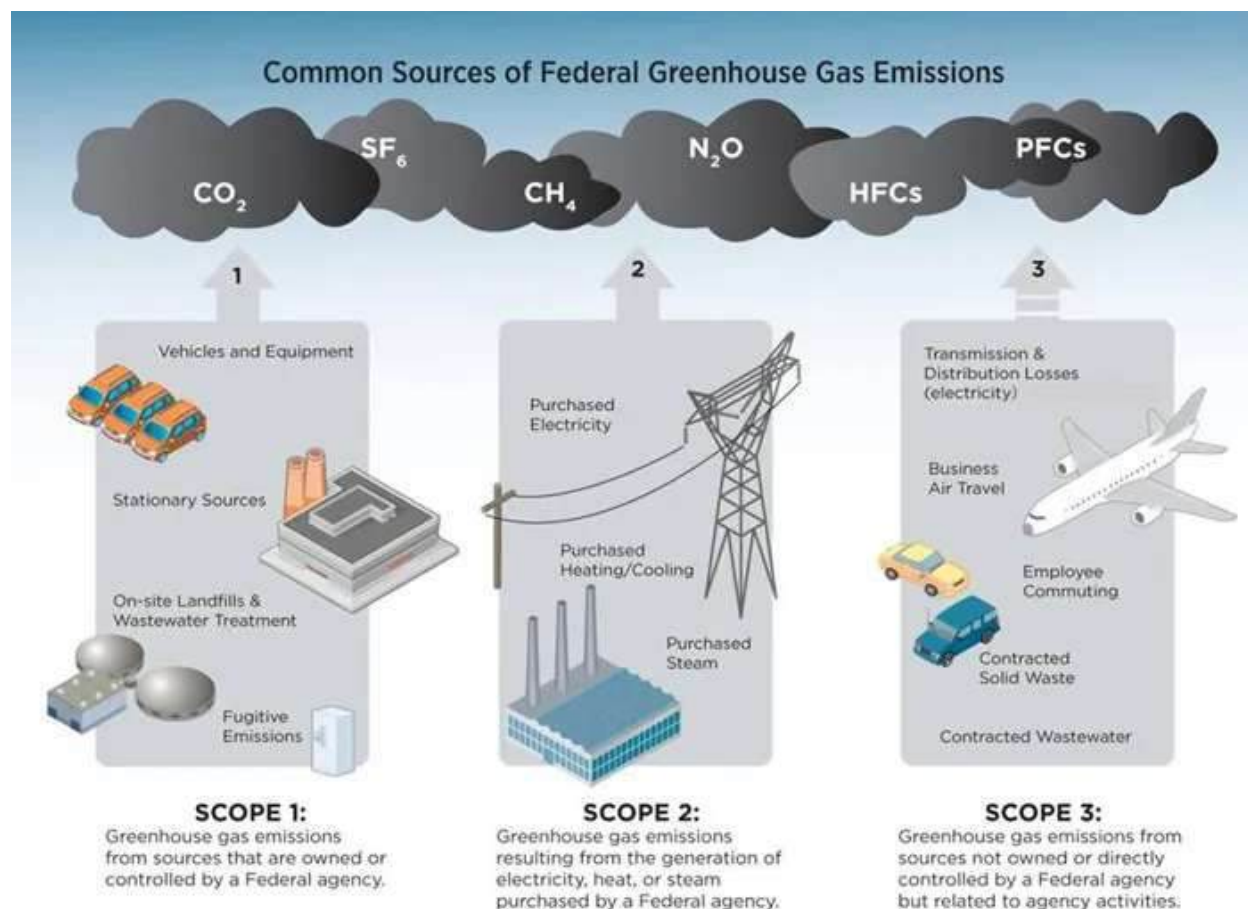 Common Sources of Federal Greenhouse Gas Emissions
SF₆
N₂O
PFCs
CO₂
CH₄
HFCs
1
2
3
Vehicles and Equipment
Stationary Sources
On-site Landfills &
Wastewater Treatment
Fugitive
Emissions
Purchased
Electricity
Purchased
Heating/Cooling
Purchased
Steam
Transmission &
Distribution Losses
(electricity)
Business
Air Travel
Employee
Commuting
Contracted
Solid Waste
Contracted Wastewater
SCOPE 1:
Greenhouse gas emissions
from sources that are owned or
controlled by a Federal agency.
SCOPE 2:
Greenhouse gas emissions
resulting from the generation of
electricity, heat, or steam
purchased by a Federal agency.
SCOPE 3:
Greenhouse gas emissions from
sources not owned or directly
controlled by a Federal agency
but related to agency activities.